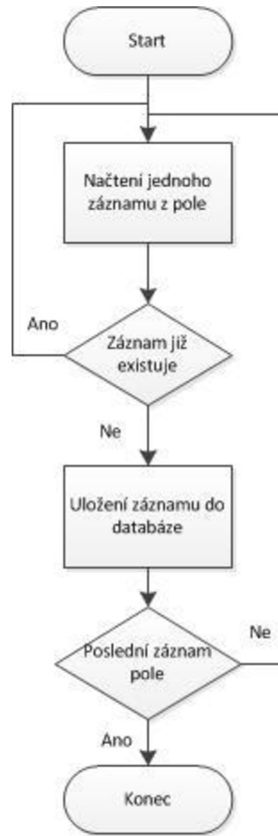 Start
Načtení jednoho
záznamu z pole
Ano
Záznam již
existuje
Ne
Uložení záznamu do
databáze
Poslední záznam
pole
Ne
Ano
Konec